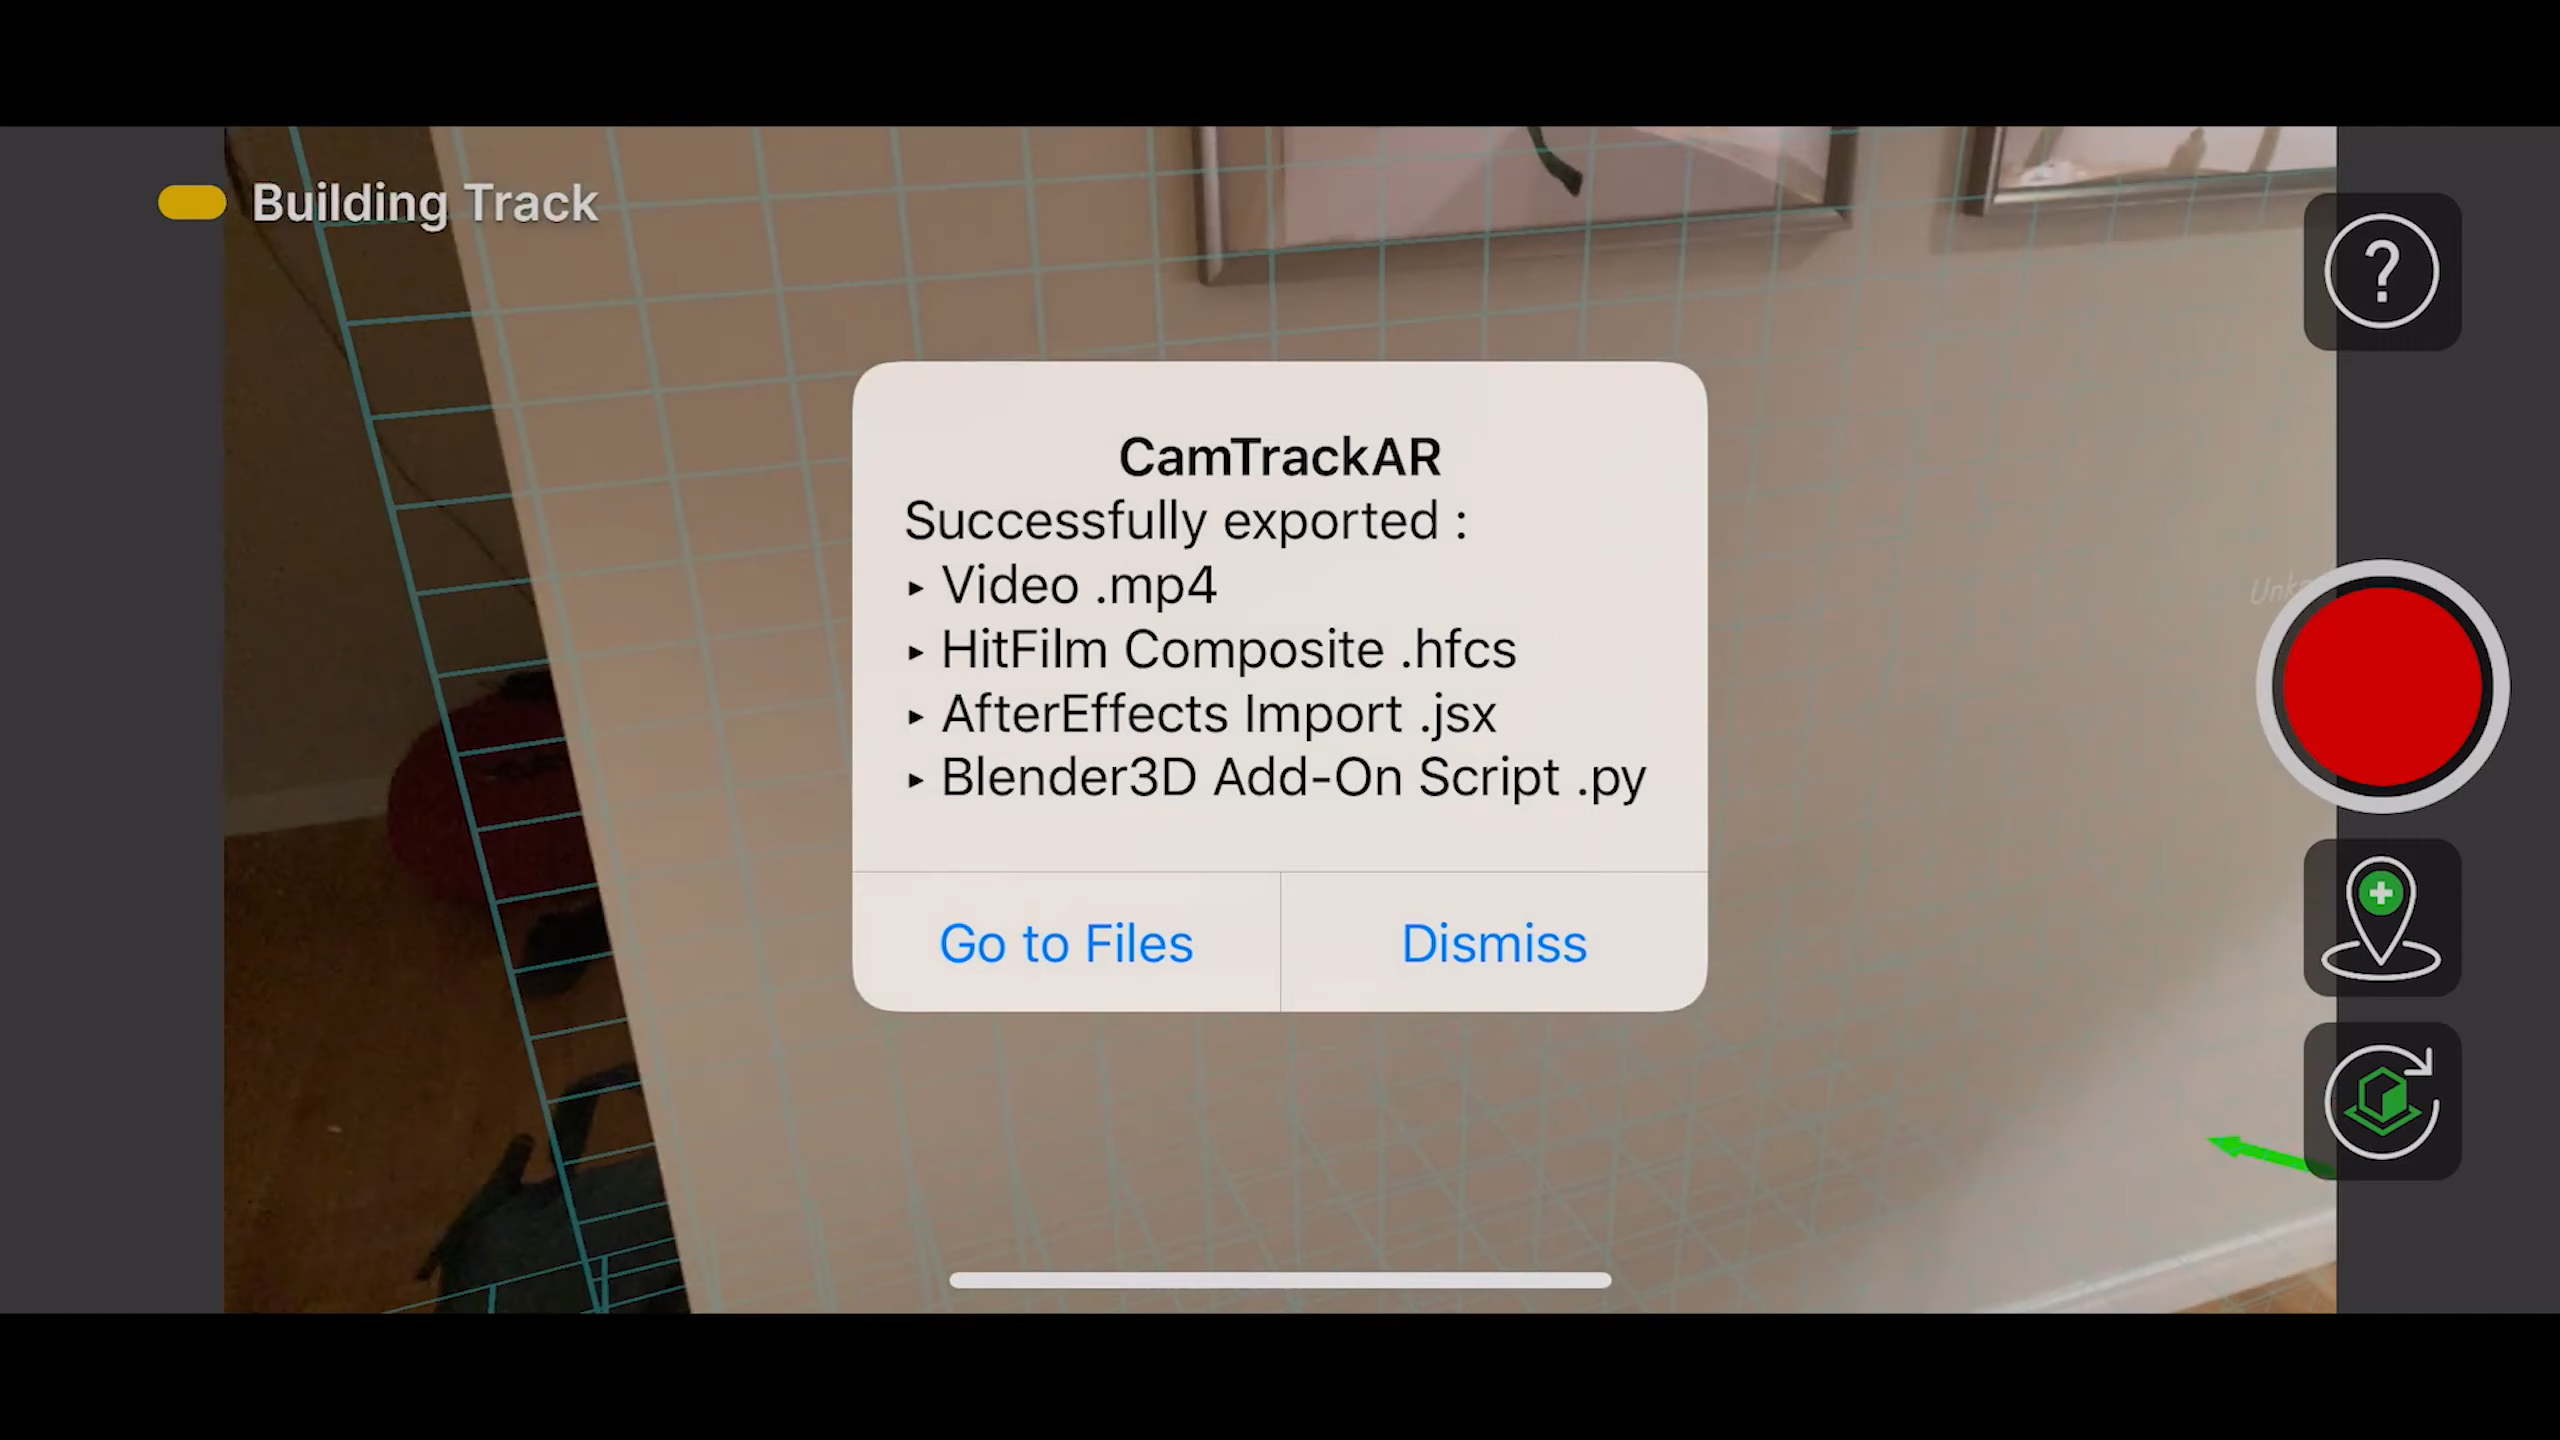 Building Track
CamTrackAR
Successfully exported :
▸ Video .mp4
▸ HitFilm Composite .hfcs
▸ AfterEffects Import .jsx
▸ Blender3D Add-On Script .py
Go to Files
Dismiss